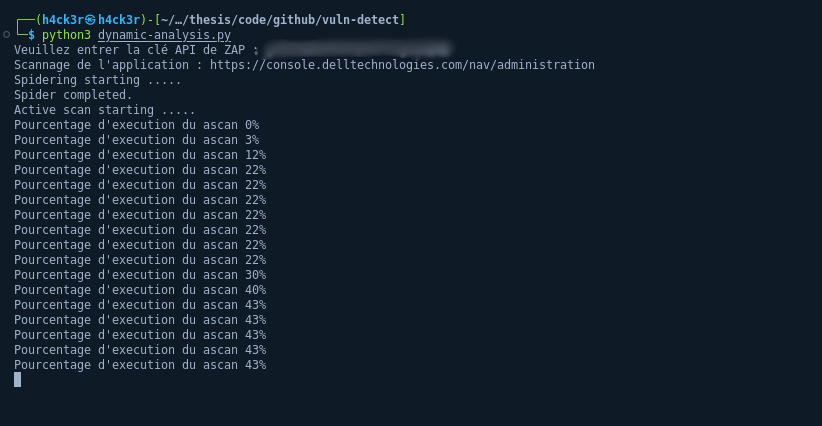 ┌──(h4ck3r㉿h4ck3r)-[~/…/thesis/code/github/vuln-detect]
└─$ python3 dynamic-analysis.py
Veuillez entrer la clé API de ZAP :
Scannage de l'application : https://console.delltechnologies.com/nav/administration
Spidering starting .....
Spider completed.
Active scan starting .....
Pourcentage d'execution du ascan 0%
Pourcentage d'execution du ascan 3%
Pourcentage d'execution du ascan 12%
Pourcentage d'execution du ascan 22%
Pourcentage d'execution du ascan 22%
Pourcentage d'execution du ascan 22%
Pourcentage d'execution du ascan 22%
Pourcentage d'execution du ascan 22%
Pourcentage d'execution du ascan 22%
Pourcentage d'execution du ascan 22%
Pourcentage d'execution du ascan 30%
Pourcentage d'execution du ascan 40%
Pourcentage d'execution du ascan 43%
Pourcentage d'execution du ascan 43%
Pourcentage d'execution du ascan 43%
Pourcentage d'execution du ascan 43%
Pourcentage d'execution du ascan 43%